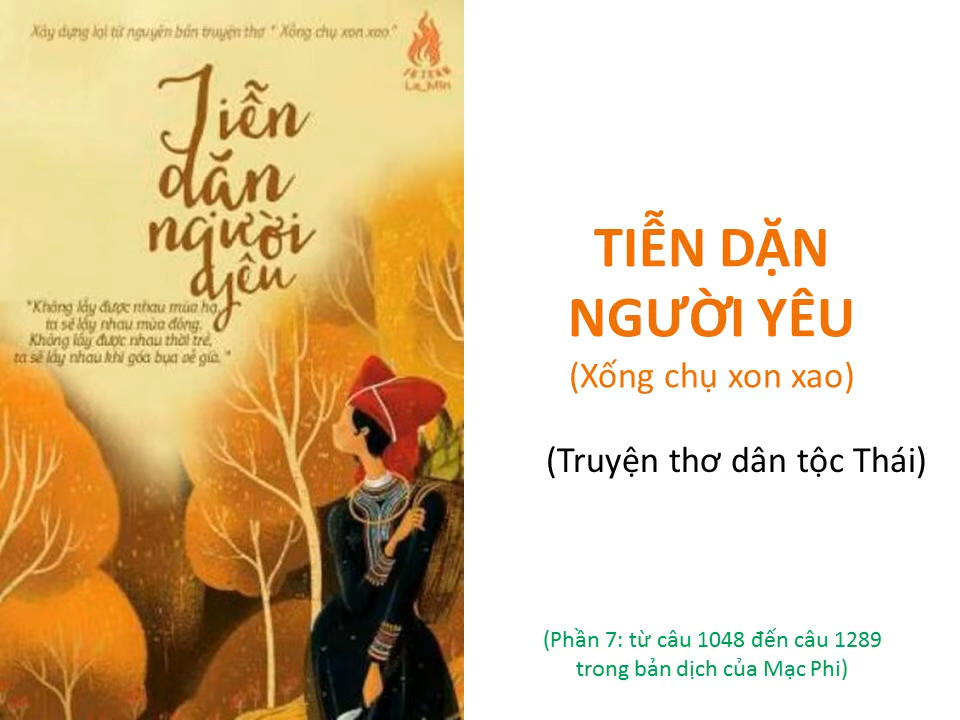 Xây dựng lại từ nguyên bản truyện thơ " Xống chụ xon xao."
La_Min
Tiễn
dặn
người
yêu
"Không lấy được nhau mùa hạ,
ta sẽ lấy nhau mùa đông.
Không lấy được nhau thời trẻ,
ta sẽ lấy nhau khi góa bụa về già. "
TIỄN DẶN
NGƯỜI YÊU
(Xống chụ xon xao)
(Truyện thơ dân tộc Thái)
(Phần 7: từ câu 1048 đến câu 1289
trong bản dịch của Mạc Phi)